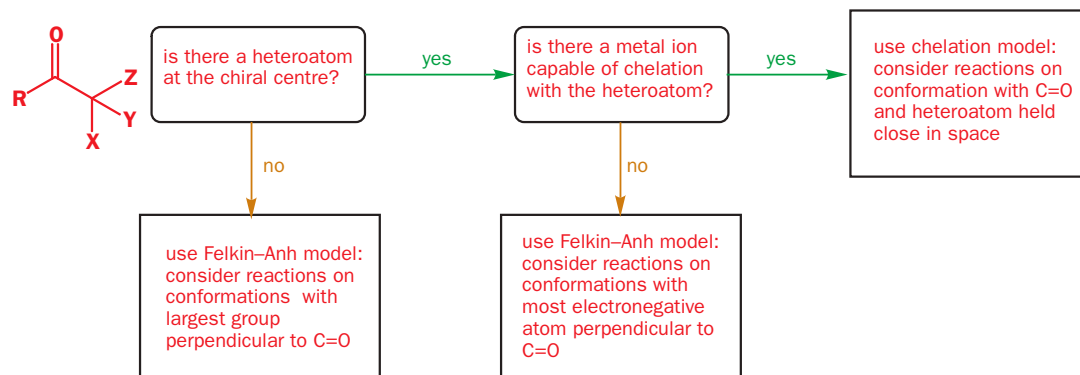 O
R
Z
Y
X
is there a heteroatom
at the chiral centre?
yes
is there a metal ion
capable of chelation
with the heteroatom?
yes
use chelation model:
consider reactions on
conformation with C=O
and heteroatom held
close in space
no
no
use Felkin–Anh model:
consider reactions on
conformations with
largest group
perpendicular to C=O
use Felkin–Anh model:
consider reactions on
conformations with
most electronegative
atom perpendicular to
C=O